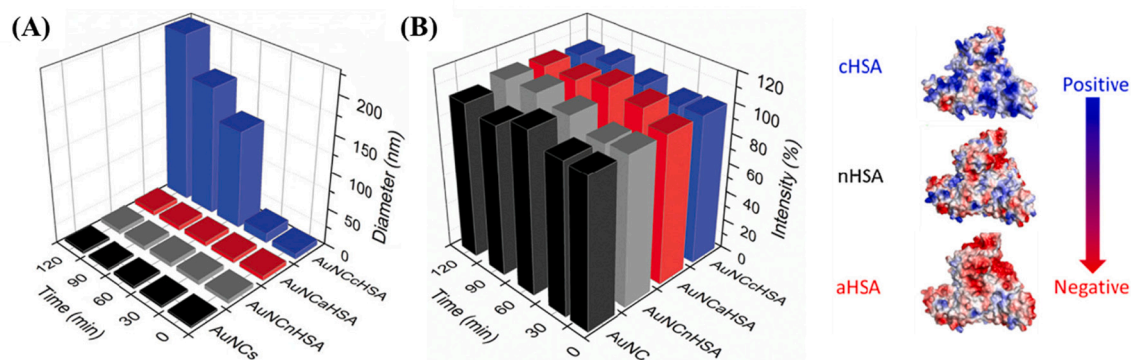 (A)
200
150
100
50
0
Diameter (nm)
120
90
60
30
0
Time (min)
AuNCs
AuNCnHSA
AuNCaHSA
AuNCcHSA
(B)
120
100
80
60
40
20
0
Intensity (%)
120
90
60
30
0
Time (min)
AuNC
AuNCnHSA
AuNCaHSA
AuNCcHSA
cHSA
Positive
nHSA
aHSA
Negative